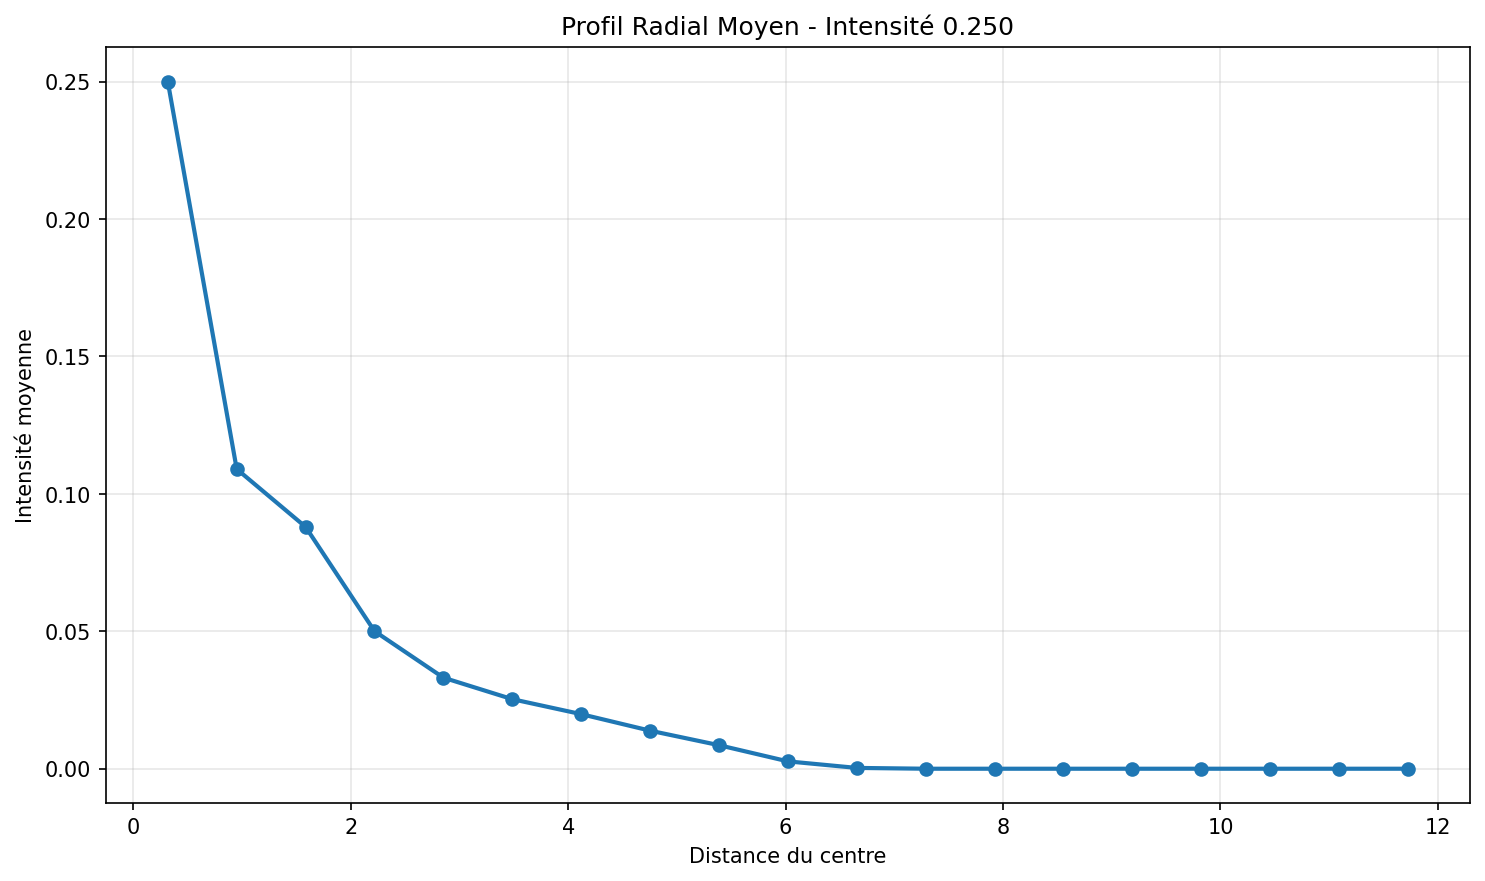 Profil Radial Moyen - Intensité 0.250
Intensité moyenne
0.25
0.20
0.15
0.10
0.05
0.00
0 2 4 6 8 10 12
Distance du centre